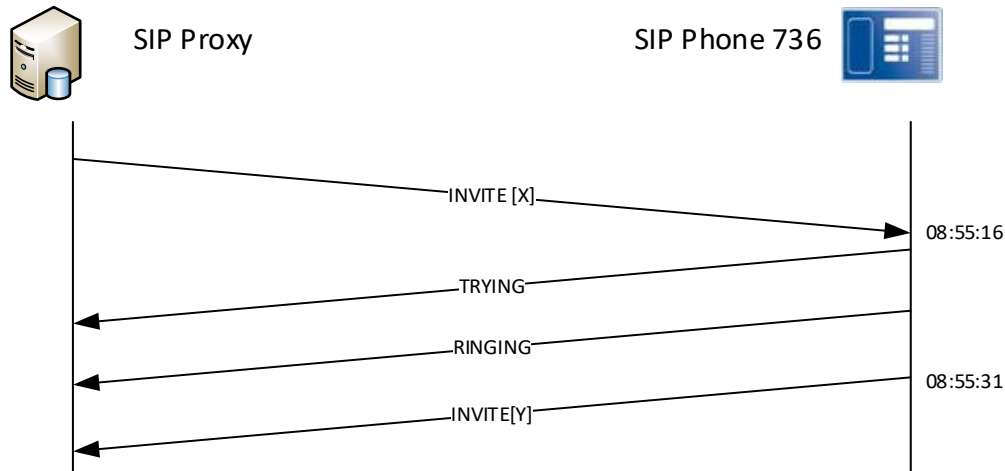 SIP Proxy
SIP Phone 736
INVITE [X]
08:55:16
TRYING
RINGING
08:55:31
INVITE[Y]